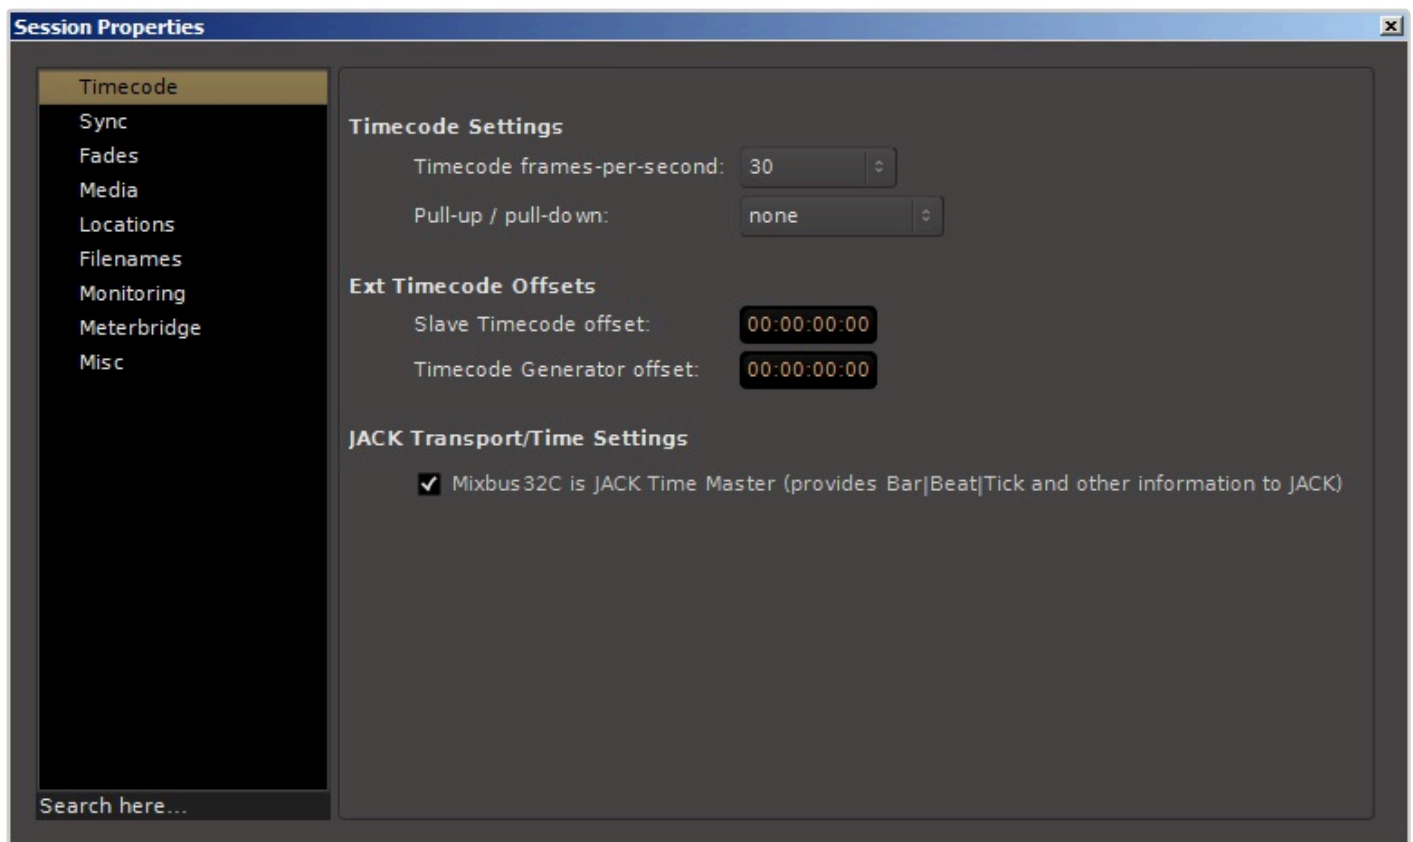 Session Properties
Timecode
Sync
Fades
Media
Locations
Filenames
Monitoring
Meterbridge
Misc
Search here...
Timecode Settings
Timecode frames-per-second: 30
Pull-up / pull-down: none
Ext Timecode Offsets
Slave Timecode offset: 00:00:00:00
Timecode Generator offset: 00:00:00:00
JACK Transport/Time Settings
Mixbus32C is JACK Time Master (provides Bar|Beat|Tick and other information to JACK)